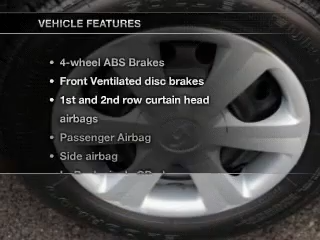 VEHICLE FEATURES
• 4-wheel ABS Brakes
• Front Ventilated disc brakes
• 1st and 2nd row curtain head
airbags
• Passenger Airbag
• Side airbag